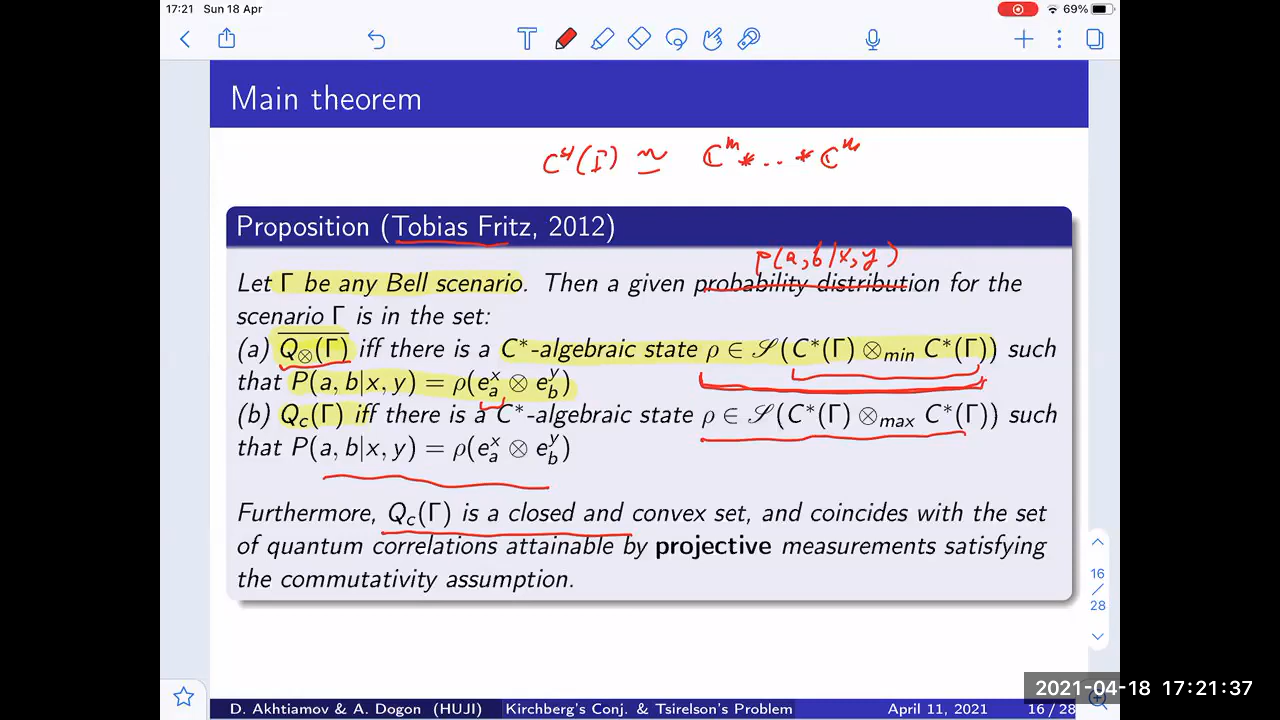 17:21 Sun 18 Apr
69%
Main theorem
C*(Γ) ≃ ℂᵐ * .. * ℂᵐ
Proposition (Tobias Fritz, 2012)
p(a,b|x,y)
Let Γ be any Bell scenario. Then a given probability distribution for the
scenario Γ is in the set:
(a) Q̅⊗(Γ) iff there is a C*-algebraic state ρ ∈ 𝒮(C*(Γ) ⊗min C*(Γ)) such
that P(a, b|x, y) = ρ(eₐˣ ⊗ e_b^y)
(b) Qc(Γ) iff there is a C*-algebraic state ρ ∈ 𝒮(C*(Γ) ⊗max C*(Γ)) such
that P(a, b|x, y) = ρ(eₐˣ ⊗ e_b^y)
Furthermore, Qc(Γ) is a closed and convex set, and coincides with the set
of quantum correlations attainable by projective measurements satisfying
the commutativity assumption.
16
/
28
D. Akhtiamov & A. Dogon (HUJI) Kirchberg's Conj. & Tsirelson's Problem April 11, 2021 16 / 28
2021-04-18 17:21:37